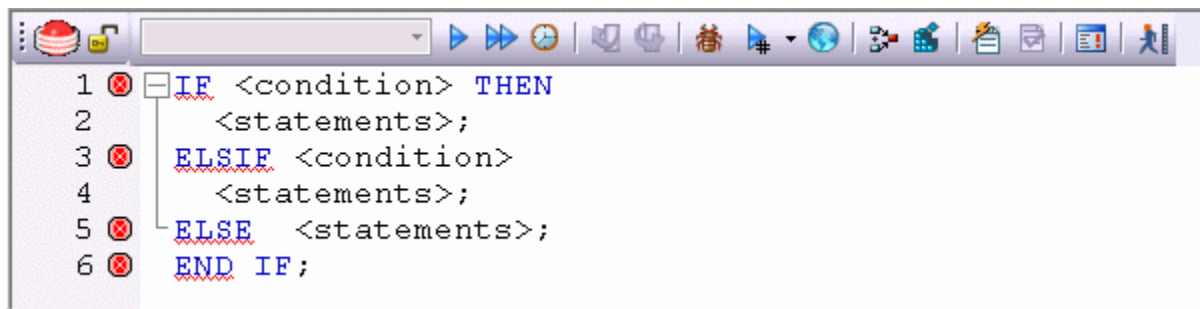 1 IF <condition> THEN
2 <statements>;
3 ELSIF <condition>
4 <statements>;
5 ELSE <statements>;
6 END IF;